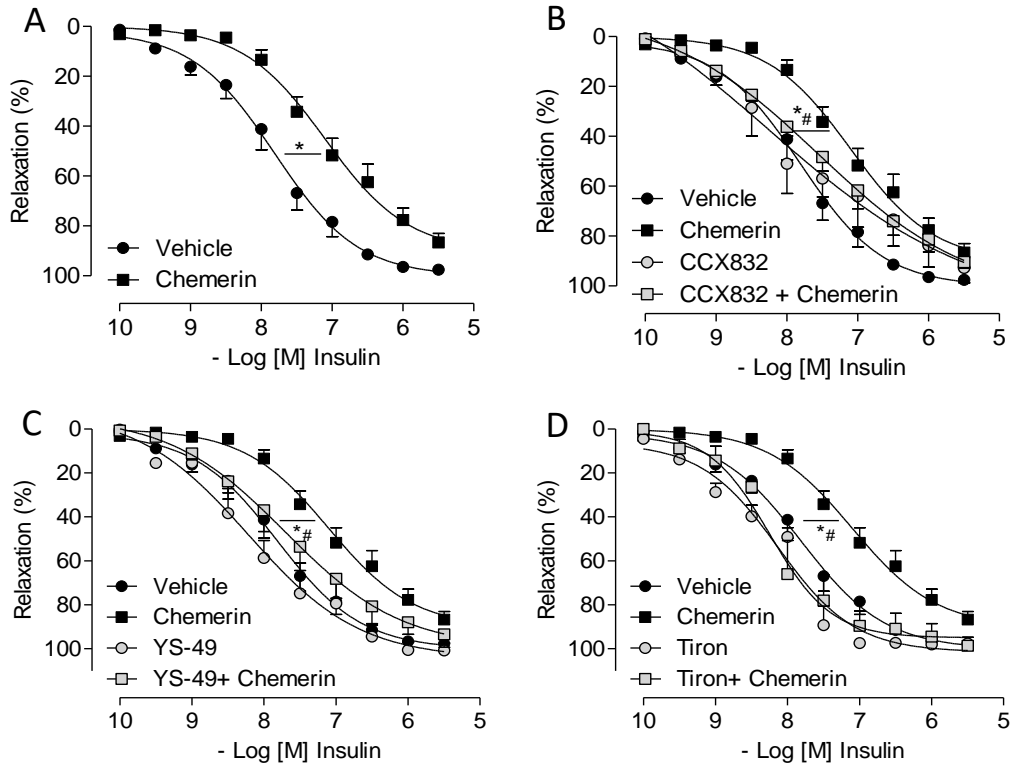 A
0
20
40
60
80
100
Relaxation (%)
*
Vehicle
Chemerin
10 9 8 7 6 5
- Log [M] Insulin
B
0
20
40
60
80
100
Relaxation (%)
*#
Vehicle
Chemerin
CCX832
CCX832 + Chemerin
10 9 8 7 6 5
- Log [M] Insulin
C
0
20
40
60
80
100
Relaxation (%)
*#
Vehicle
Chemerin
YS-49
YS-49+ Chemerin
10 9 8 7 6 5
- Log [M] Insulin
D
0
20
40
60
80
100
Relaxation (%)
*#
Vehicle
Chemerin
Tiron
Tiron+ Chemerin
10 9 8 7 6 5
- Log [M] Insulin